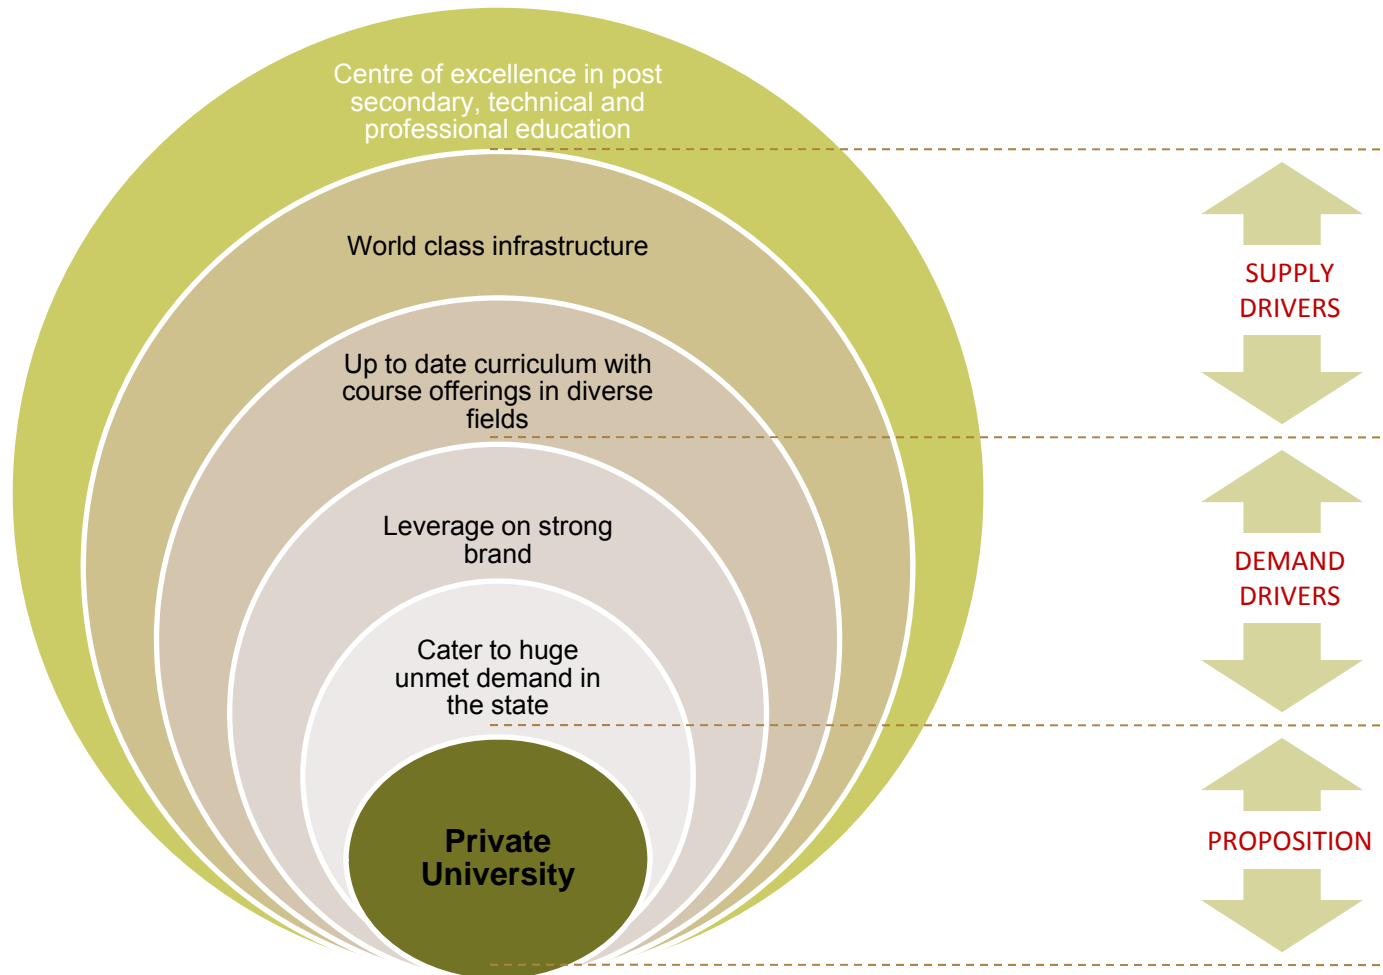 Centre of excellence in post
secondary, technical and
professional education
World class infrastructure
SUPPLY
DRIVERS
Up to date curriculum with
course offerings in diverse
fields
Leverage on strong
brand
DEMAND
DRIVERS
Cater to huge
unmet demand in
the state
Private
University
PROPOSITION